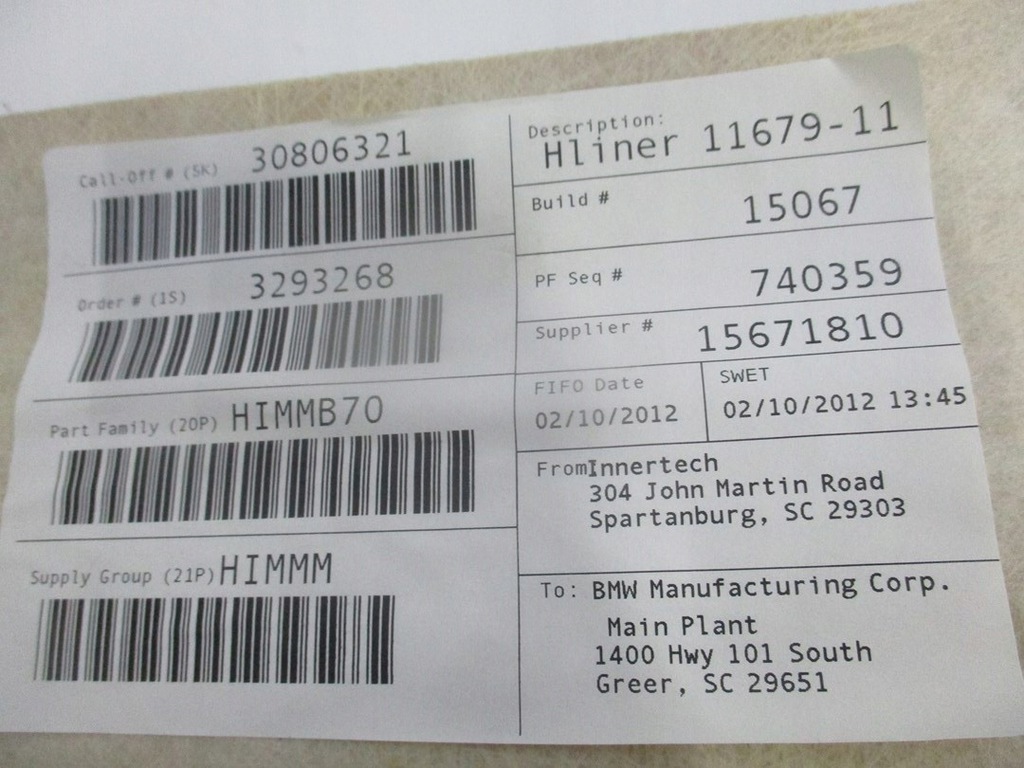 Call-Off # (5K) 30806321
Order # (1S) 3293268
Part Family (20P) HIMMB70
Supply Group (21P) HIMMM
Description:
Hliner 11679-11
Build # 15067
PF Seq # 740359
Supplier # 15671810
FIFO Date
02/10/2012
SWET
02/10/2012 13:45
FromInnertech
304 John Martin Road
Spartanburg, SC 29303
To: BMW Manufacturing Corp.
Main Plant
1400 Hwy 101 South
Greer, SC 29651